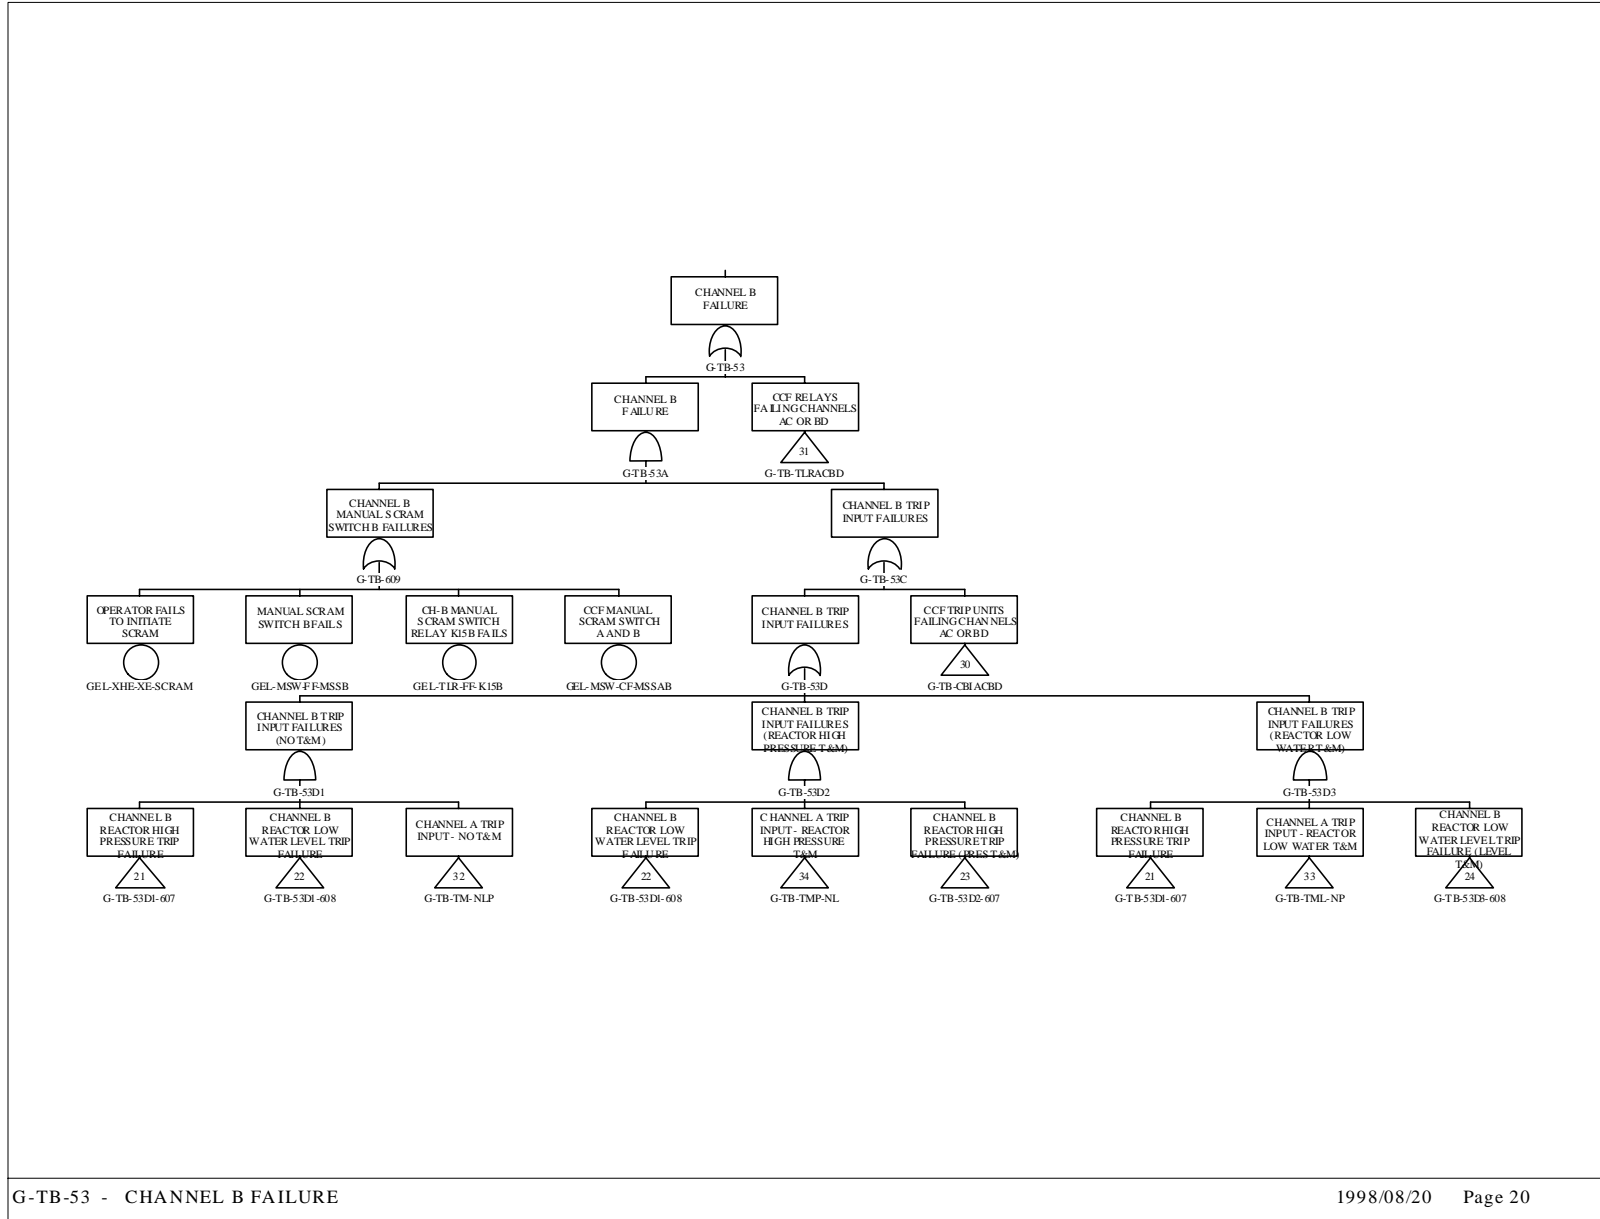 CHANNEL B
FAILURE
G-TB-53
CHANNEL B
FAILURE
G-TB-53A
CCF RELAYS
FAILING CHANNELS
AC OR BD
31
G-TB-TLRACBD
CHANNEL B
MANUAL SCRAM
SWITCH B FAILURES
G-TB-609
CHANNEL B TRIP
INPUT FAILURES
G-TB-53C
OPERATOR FAILS
TO INITIATE
SCRAM
GEL-XHE-XE-SCRAM
MANUAL SCRAM
SWITCH B FAILS
GEL-MSW-FF-MSSB
CH-B MANUAL
SCRAM SWITCH
RELAY K15B FAILS
GEL-TLR-FF-K15B
CCF MANUAL
SCRAM SWITCH
A AND B
GEL-MSW-CF-MSSAB
CHANNEL B TRIP
INPUT FAILURES
G-TB-53D
CCF TRIP UNITS
FAILING CHANNELS
AC OR BD
30
G-TB-CBIACBD
CHANNEL B TRIP
INPUT FAILURES
(NO T&M)
G-TB-53D1
CHANNEL B TRIP
INPUT FAILURES
(REACTOR HIGH
PRESSURE T&M)
G-TB-53D2
CHANNEL B TRIP
INPUT FAILURES
(REACTOR LOW
WATER T&M)
G-TB-53D3
CHANNEL B
REACTOR HIGH
PRESSURE TRIP
FAILURE
21
G-TB-53D1-607
CHANNEL B
REACTOR LOW
WATER LEVEL TRIP
FAILURE
22
G-TB-53D1-608
CHANNEL A TRIP
INPUT - NO T&M
32
G-TB-TM-NLP
CHANNEL B
REACTOR LOW
WATER LEVEL TRIP
FAILURE
22
G-TB-53D1-608
CHANNEL A TRIP
INPUT - REACTOR
HIGH PRESSURE
T&M
34
G-TB-TMP-NL
CHANNEL B
REACTOR HIGH
PRESSURE TRIP
FAILURE (PRES T&M)
23
G-TB-53D2-607
CHANNEL B
REACTOR HIGH
PRESSURE TRIP
FAILURE
21
G-TB-53D1-607
CHANNEL A TRIP
INPUT - REACTOR
LOW WATER T&M
33
G-TB-TML-NP
CHANNEL B
REACTOR LOW
WATER LEVEL TRIP
FAILURE (LEVEL
T&M)
24
G-TB-53D3-608
G-TB-53 - CHANNEL B FAILURE
1998/08/20 Page 20